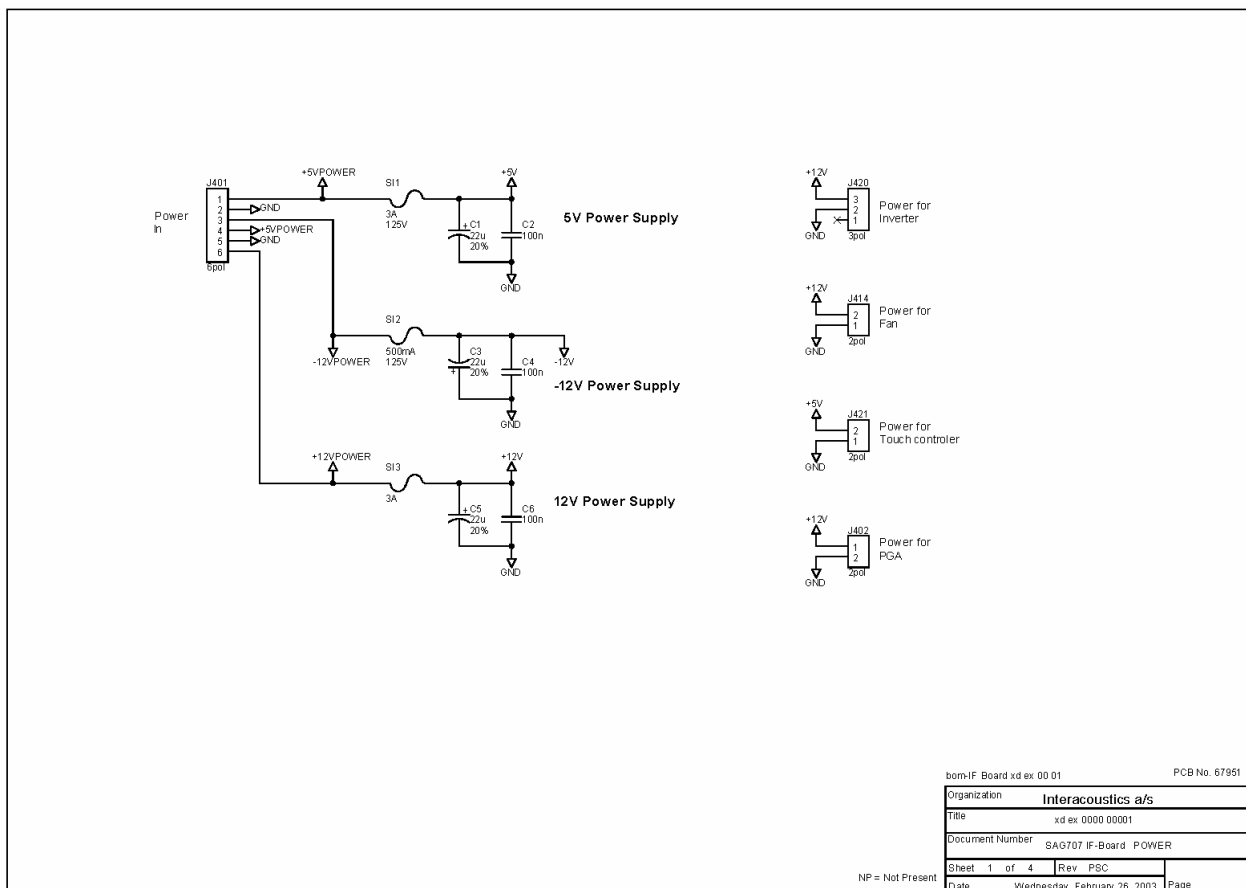 +5VPOWER
SI1
+5V
J401
1
2
3
4
5
6
GND
+5VPOWER
GND
6pol
Power
In
3A
125V
C1
+
22u
20%
C2
100n
5V Power Supply
GND
SI2
-12VPOWER
500mA
125V
C3
22u
20%
+
C4
100n
-12V
-12V Power Supply
GND
+12VPOWER
SI3
+12V
3A
C5
+
22u
20%
C6
100n
12V Power Supply
GND
+12V
J420
3
2
1
3pol
GND
Power for
Inverter
+12V
J414
2
1
2pol
GND
Power for
Fan
+5V
J421
2
1
2pol
GND
Power for
Touch controler
+12V
J402
1
2
2pol
GND
Power for
PGA
bom-IF Board xd ex 00 01
PCB No. 67951
Organization
Interacoustics a/s
Title
xd ex 0000 00001
Document Number
SAG707 IF-Board POWER
Sheet 1 of 4
Rev PSC
NP = Not Present
Date
Wednesday, February 26, 2003
Page